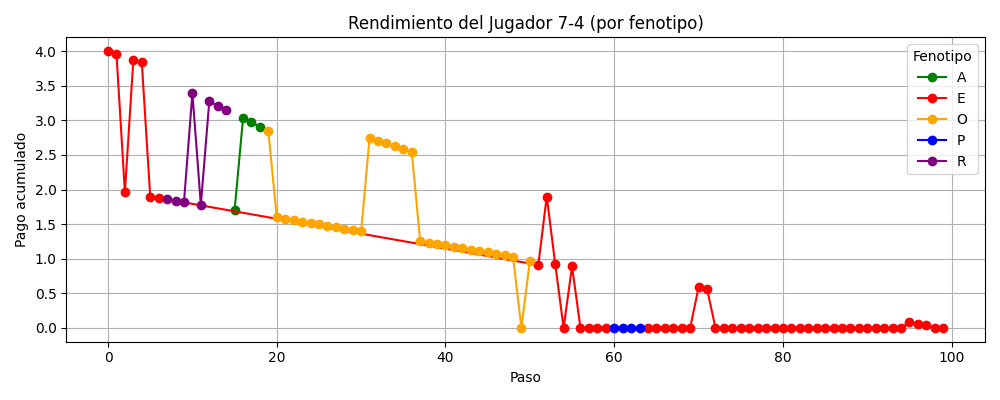 Rendimiento del Jugador 7-4 (por fenotipo)
Pago acumulado
4.0
3.5
3.0
2.5
2.0
1.5
1.0
0.5
0.0
Fenotipo
A
E
O
P
R
0
20
40
60
80
100
Paso